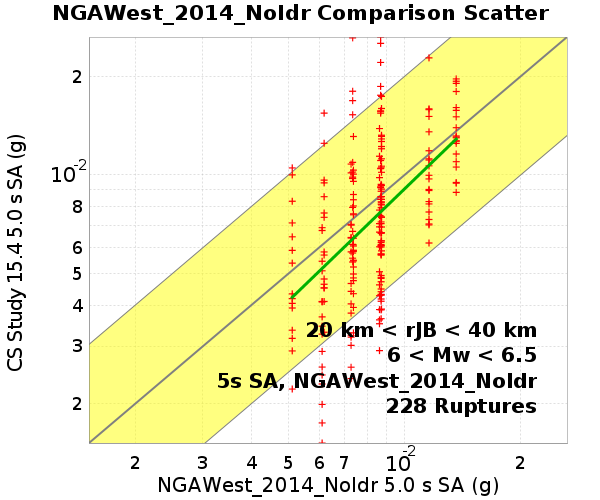 NGAWest_2014_NoIdr Comparison Scatter
CS Study 15.4 5.0 s SA (g)
2
10-2
8
6
5
4
3
2
20 km < rJB < 40 km
6 < Mw < 6.5
5s SA, NGAWest_2014_NoIdr
228 Ruptures
2 3 4 5 6 7 10-2 2
NGAWest_2014_NoIdr 5.0 s SA (g)